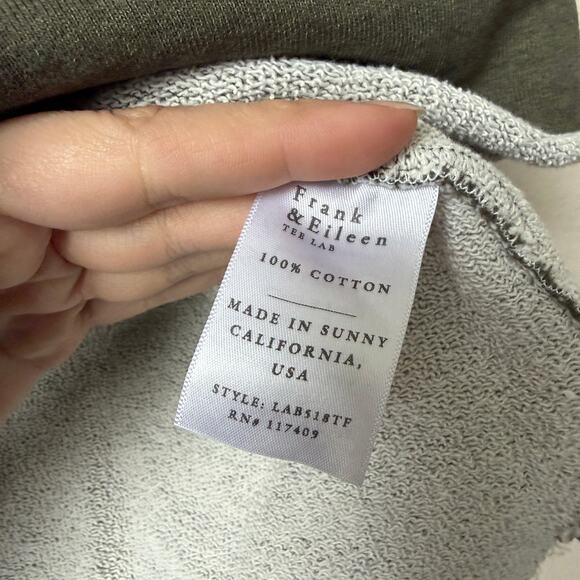 Frank
&Eileen
TEE LAB
100% COTTON
MADE IN SUNNY
CALIFORNIA,
USA
STYLE: LAB518TF
RN# 117409